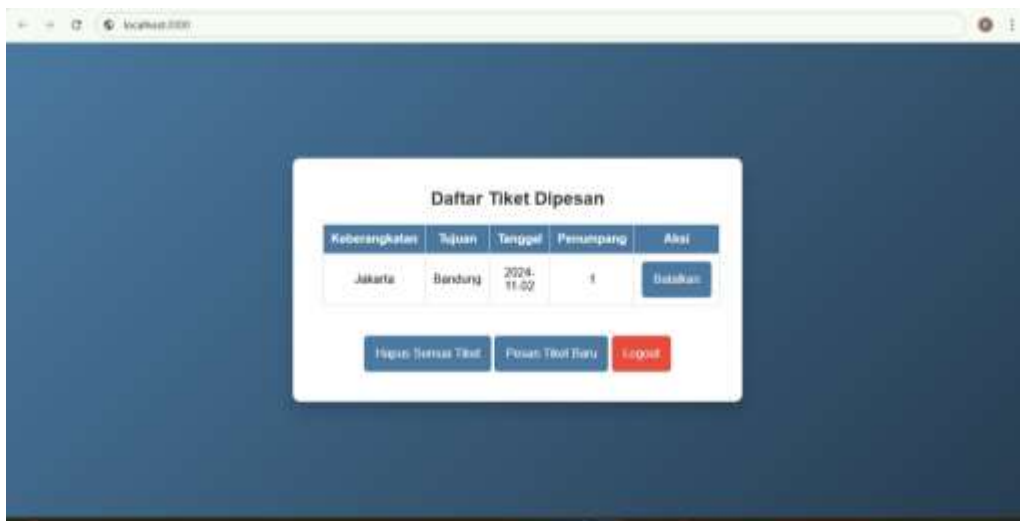 localhost:3000
Daftar Tiket Dipesan
Keberangkatan Tujuan Tanggal Penumpang Aksi
Jakarta Bandung 2024- 1 Batalkan
11-02
Hapus Semua Tiket Pesan Tiket Baru Logout